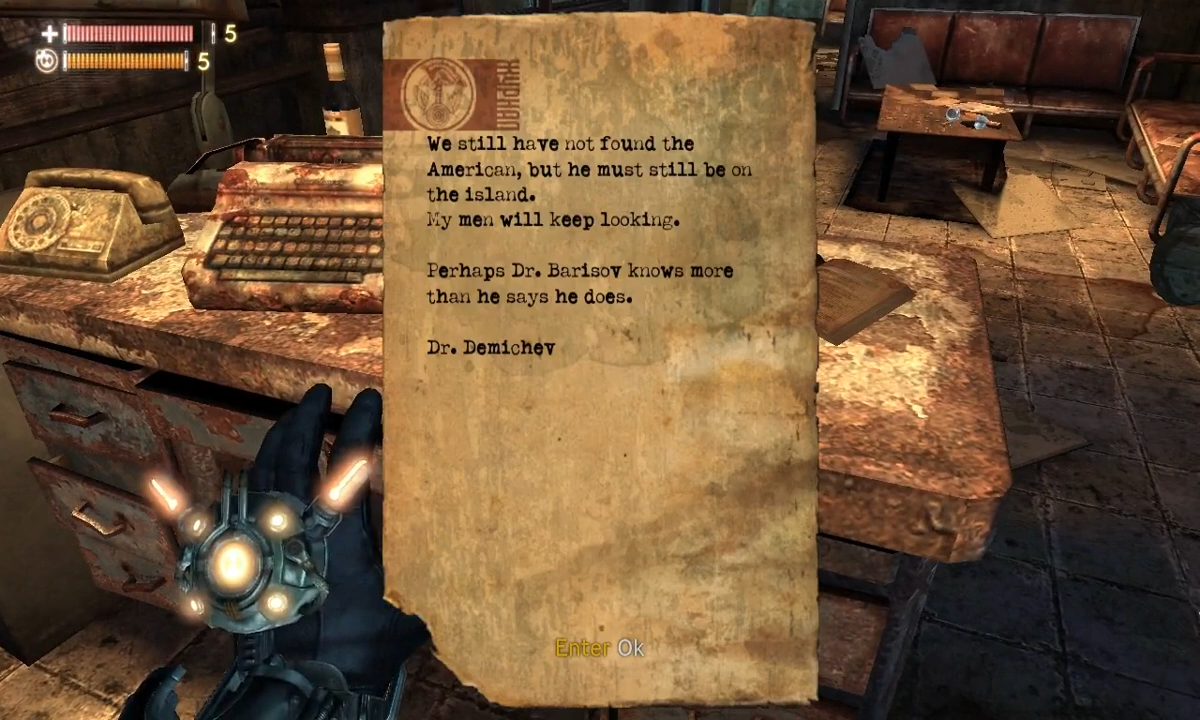 5
5
We still have not found the
American, but he must still be on
the island.
My men will keep looking.
Perhaps Dr. Barisov knows more
than he says he does.
Dr. Demichev
Enter Ok